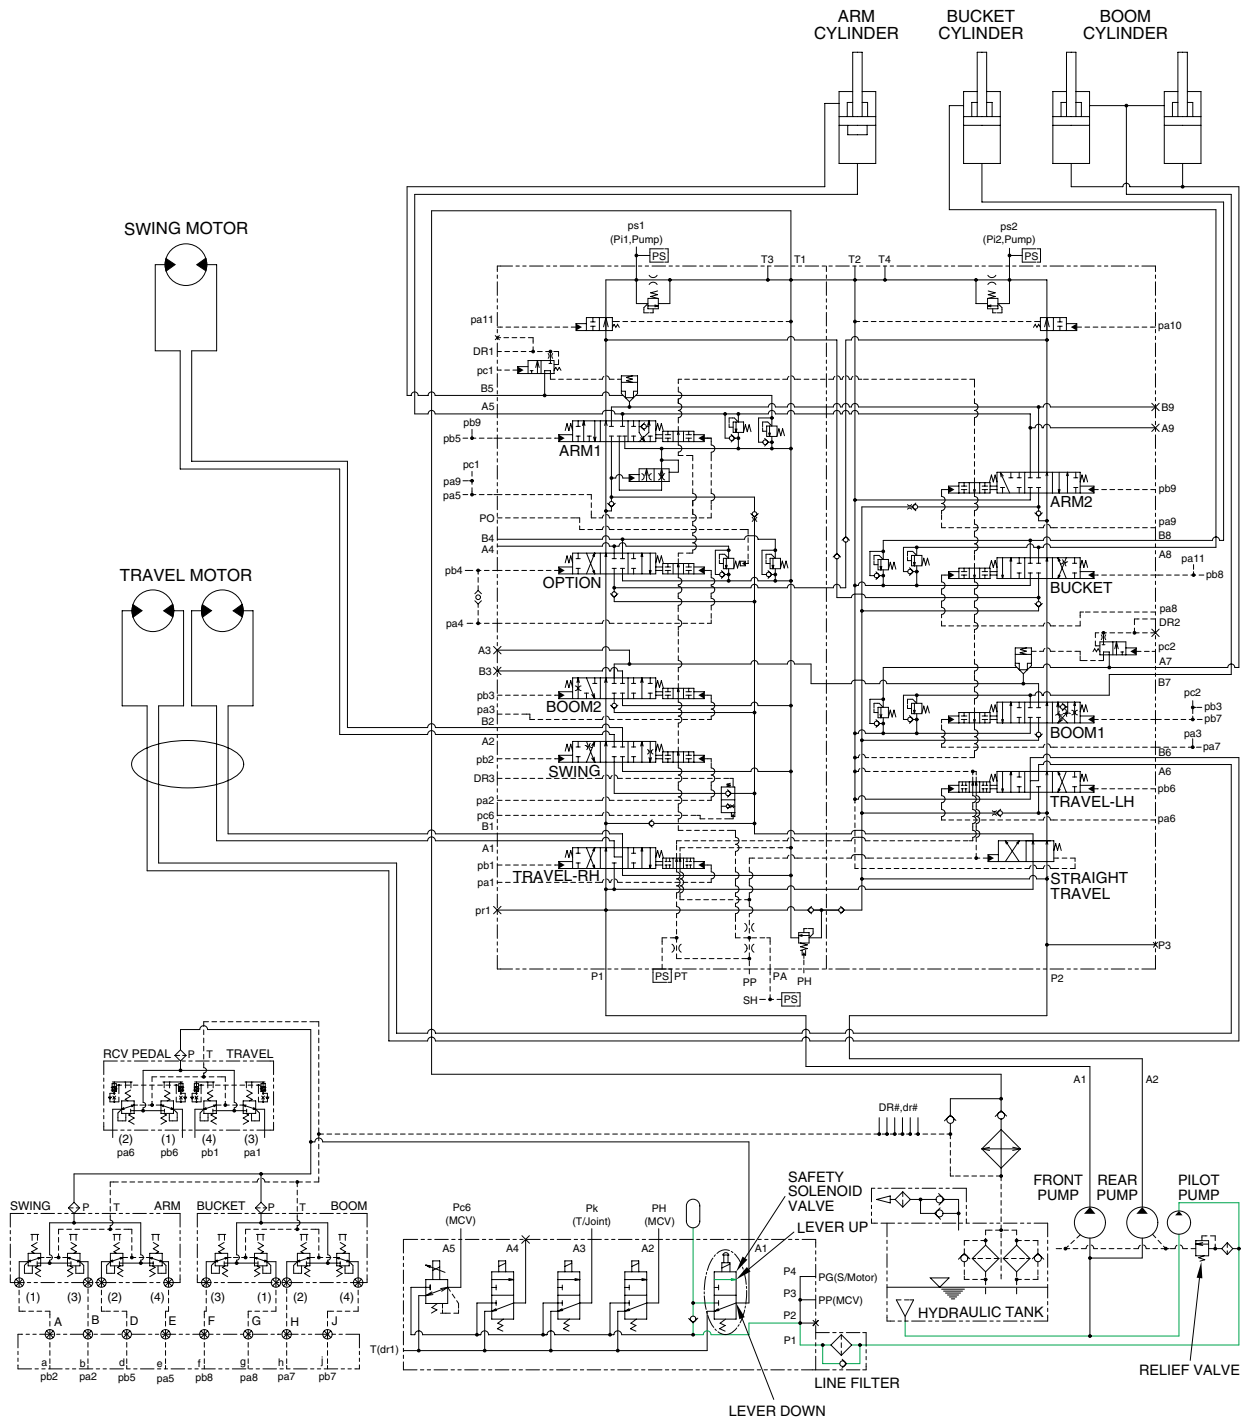 ARM
CYLINDER
BUCKET
CYLINDER
BOOM
CYLINDER
SWING MOTOR
TRAVEL MOTOR
ps1
(Pi1,Pump)
PS
T3
T1
T2
T4
ps2
(Pi2,Pump)
PS
pa11
DR1
pc1
B5
A5
pb9
pb5
ARM1
pc1
pa9
pa5
PO
B4
A4
pb4
OPTION
pa4
A3
B3
pb3
BOOM2
pa3
B2
A2
pb2
SWING
DR3
pa2
pc6
B1
A1
pb1
TRAVEL-RH
pa1
pr1
pa10
B9
A9
pb9
ARM2
pa9
B8
A8
pa11
pb8
BUCKET
pa8
DR2
pc2
A7
B7
pc2
pb3
pb7
BOOM1
pa3
pa7
B6
A6
pb6
TRAVEL-LH
pa6
STRAIGHT
TRAVEL
P3
P1
PS
PT
PP
PA
PH
P2
SH
PS
RCV PEDAL
P
T
TRAVEL
(2)
(1)
(4)
(3)
pa6
pb6
pb1
pa1
SWING
P
T
ARM
BUCKET
P
T
BOOM
(1)
(3)
(2)
(4)
(3)
(1)
(2)
(4)
A
B
D
E
F
G
H
J
a
b
d
e
f
g
h
j
pb2
pa2
pb5
pa5
pb8
pa8
pa7
pb7
A1
A2
DR#,dr#
FRONT
PUMP
REAR
PUMP
PILOT
PUMP
SAFETY
SOLENOID
VALVE
LEVER UP
Pc6
(MCV)
Pk
(T/Joint)
PH
(MCV)
A5
A4
A3
A2
A1
P4
PG(S/Motor)
P3
PP(MCV)
P2
P1
T(dr1)
HYDRAULIC TANK
LINE FILTER
RELIEF VALVE
LEVER DOWN